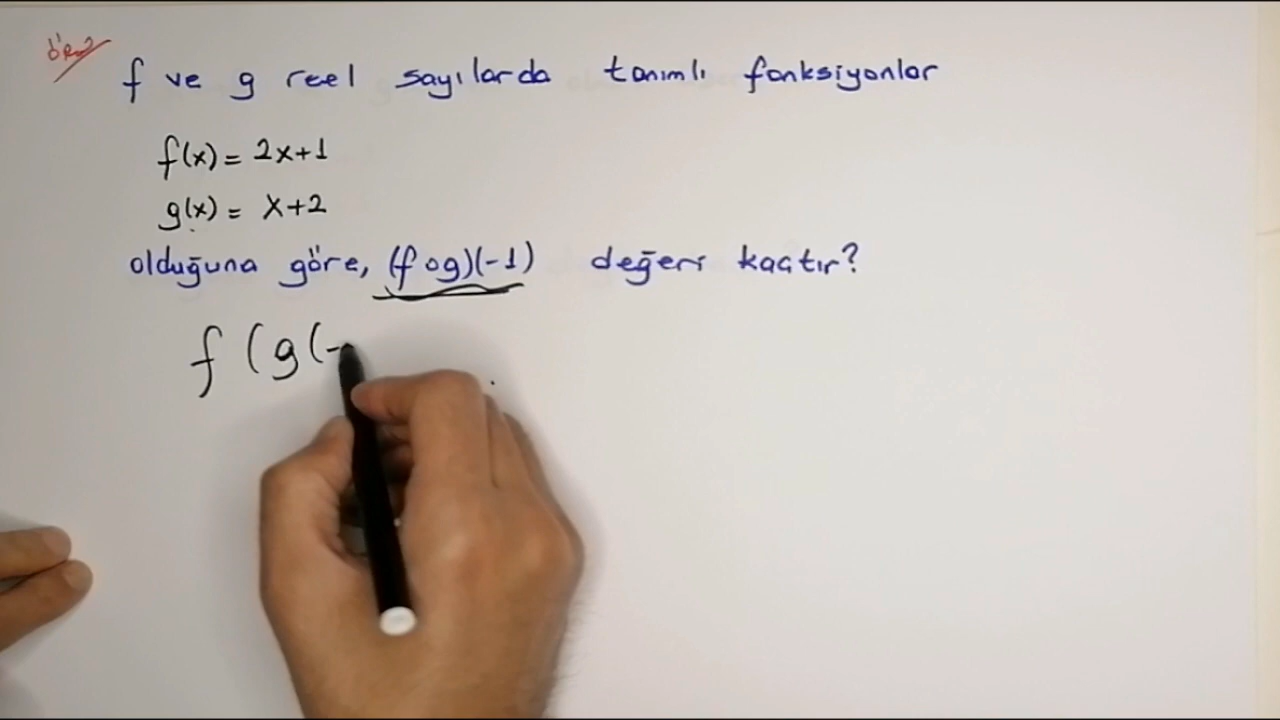 f ve g reel sayılarda tanımlı fonksiyonlar
f(x) = 2x+1
g(x) = x+2
olduğuna göre, (fog)(-1) değeri kaçtır?
f(g(-